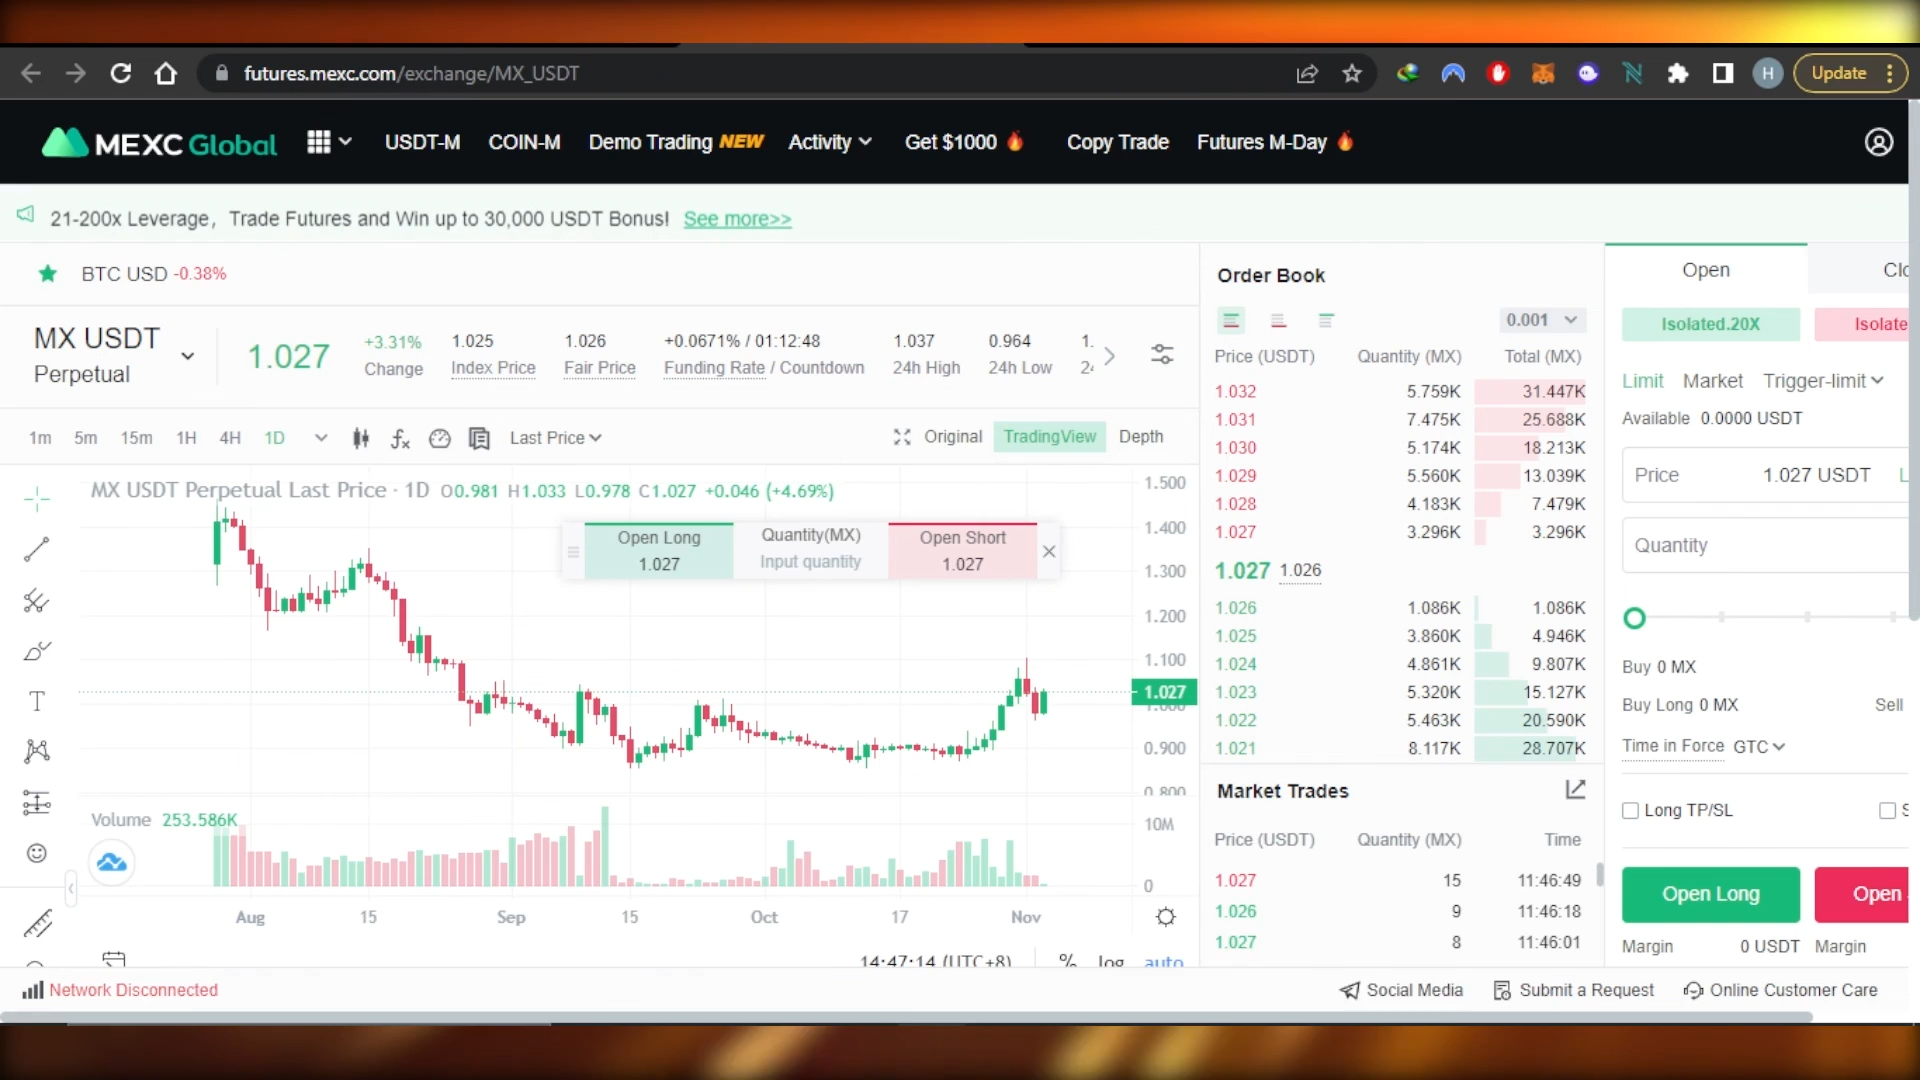 futures.mexc.com/exchange/MX_USDT
H
Update
MEXC Global
USDT-M COIN-M Demo Trading NEW Activity Get $1000 Copy Trade Futures M-Day
21-200x Leverage, Trade Futures and Win up to 30,000 USDT Bonus! See more>>
BTC USD -0.38%
MX USDT
Perpetual
1.027
+3.31%
Change
1.025
Index Price
1.026
Fair Price
+0.0671% / 01:12:48
Funding Rate / Countdown
1.037
24h High
0.964
24h Low
1m 5m 15m 1H 4H 1D Last Price Original TradingView Depth
MX USDT Perpetual Last Price · 1D O0.981 H1.033 L0.978 C1.027 +0.046 (+4.69%)
Open Long
1.027
Quantity(MX)
Input quantity
Open Short
1.027
1.500
1.400
1.300
1.200
1.100
1.027
1.000
0.900
0.800
Volume 253.586K
10M
0
Aug 15 Sep 15 Oct 17 Nov
14:47:14 (UTC+8) % log auto
Order Book
0.001
Price (USDT) Quantity (MX) Total (MX)
1.032 5.759K 31.447K
1.031 7.475K 25.688K
1.030 5.174K 18.213K
1.029 5.560K 13.039K
1.028 4.183K 7.479K
1.027 3.296K 3.296K
1.027 1.026
1.026 1.086K 1.086K
1.025 3.860K 4.946K
1.024 4.861K 9.807K
1.023 5.320K 15.127K
1.022 5.463K 20.590K
1.021 8.117K 28.707K
Market Trades
Price (USDT) Quantity (MX) Time
1.027 15 11:46:49
1.026 9 11:46:18
1.027 8 11:46:01
Open Clo
Isolated.20X Isolate
Limit Market Trigger-limit
Available 0.0000 USDT
Price 1.027 USDT
Quantity
Buy 0 MX
Buy Long 0 MX Sell
Time in Force GTC
Long TP/SL
Open Long Open
Margin 0 USDT Margin
Network Disconnected
Social Media Submit a Request Online Customer Care